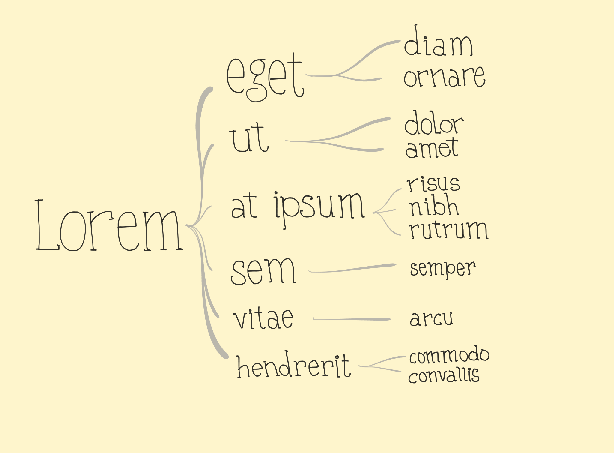 Lorem
eget
diam
ornare
ut
dolor
amet
at ipsum
risus
nibh
rutrum
sem
semper
vitae
arcu
hendrerit
commodo
convallis